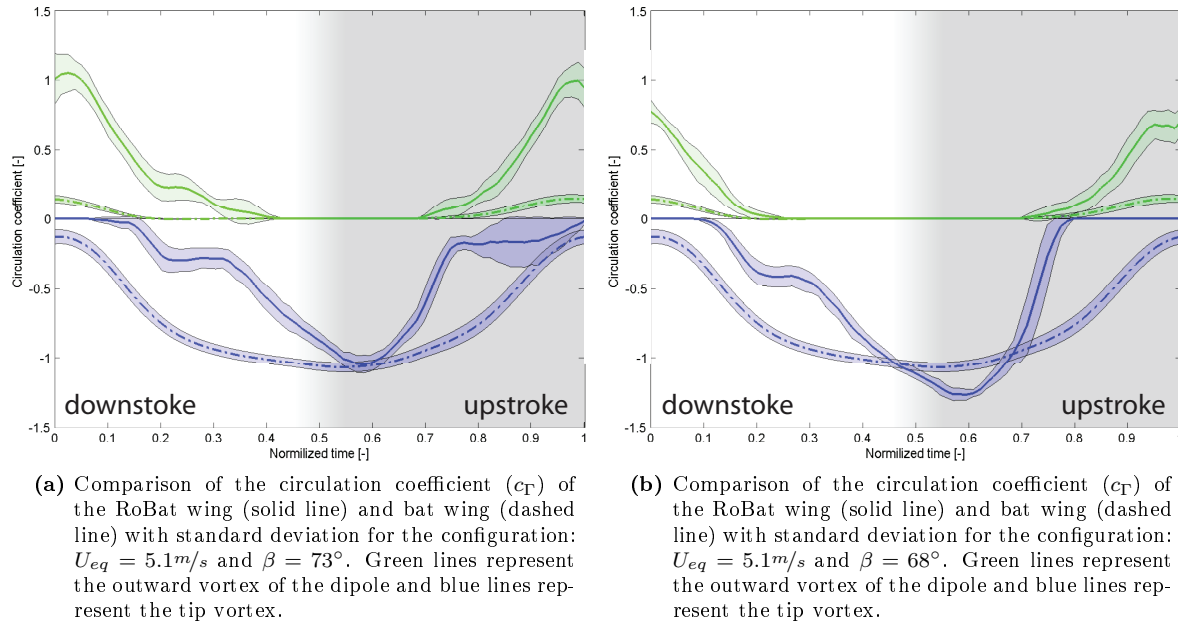 1.5
1
0.5
0
-0.5
-1
-1.5
Circulation coefficient [-]
downstoke
upstroke
0 0.1 0.2 0.3 0.4 0.5 0.6 0.7 0.8 0.9 1
Normilized time [-]
(a) Comparison of the circulation coefficient (cΓ) of
the RoBat wing (solid line) and bat wing (dashed
line) with standard deviation for the configuration:
Ueq = 5.1m/s and β = 73°. Green lines represent
the outward vortex of the dipole and blue lines rep-
resent the tip vortex.
1.5
1
0.5
0
-0.5
-1
-1.5
Circulation coefficient [-]
downstoke
upstroke
0 0.1 0.2 0.3 0.4 0.5 0.6 0.7 0.8 0.9 1
Normilized time [-]
(b) Comparison of the circulation coefficient (cΓ) of
the RoBat wing (solid line) and bat wing (dashed
line) with standard deviation for the configuration:
Ueq = 5.1m/s and β = 68°. Green lines represent
the outward vortex of the dipole and blue lines rep-
resent the tip vortex.